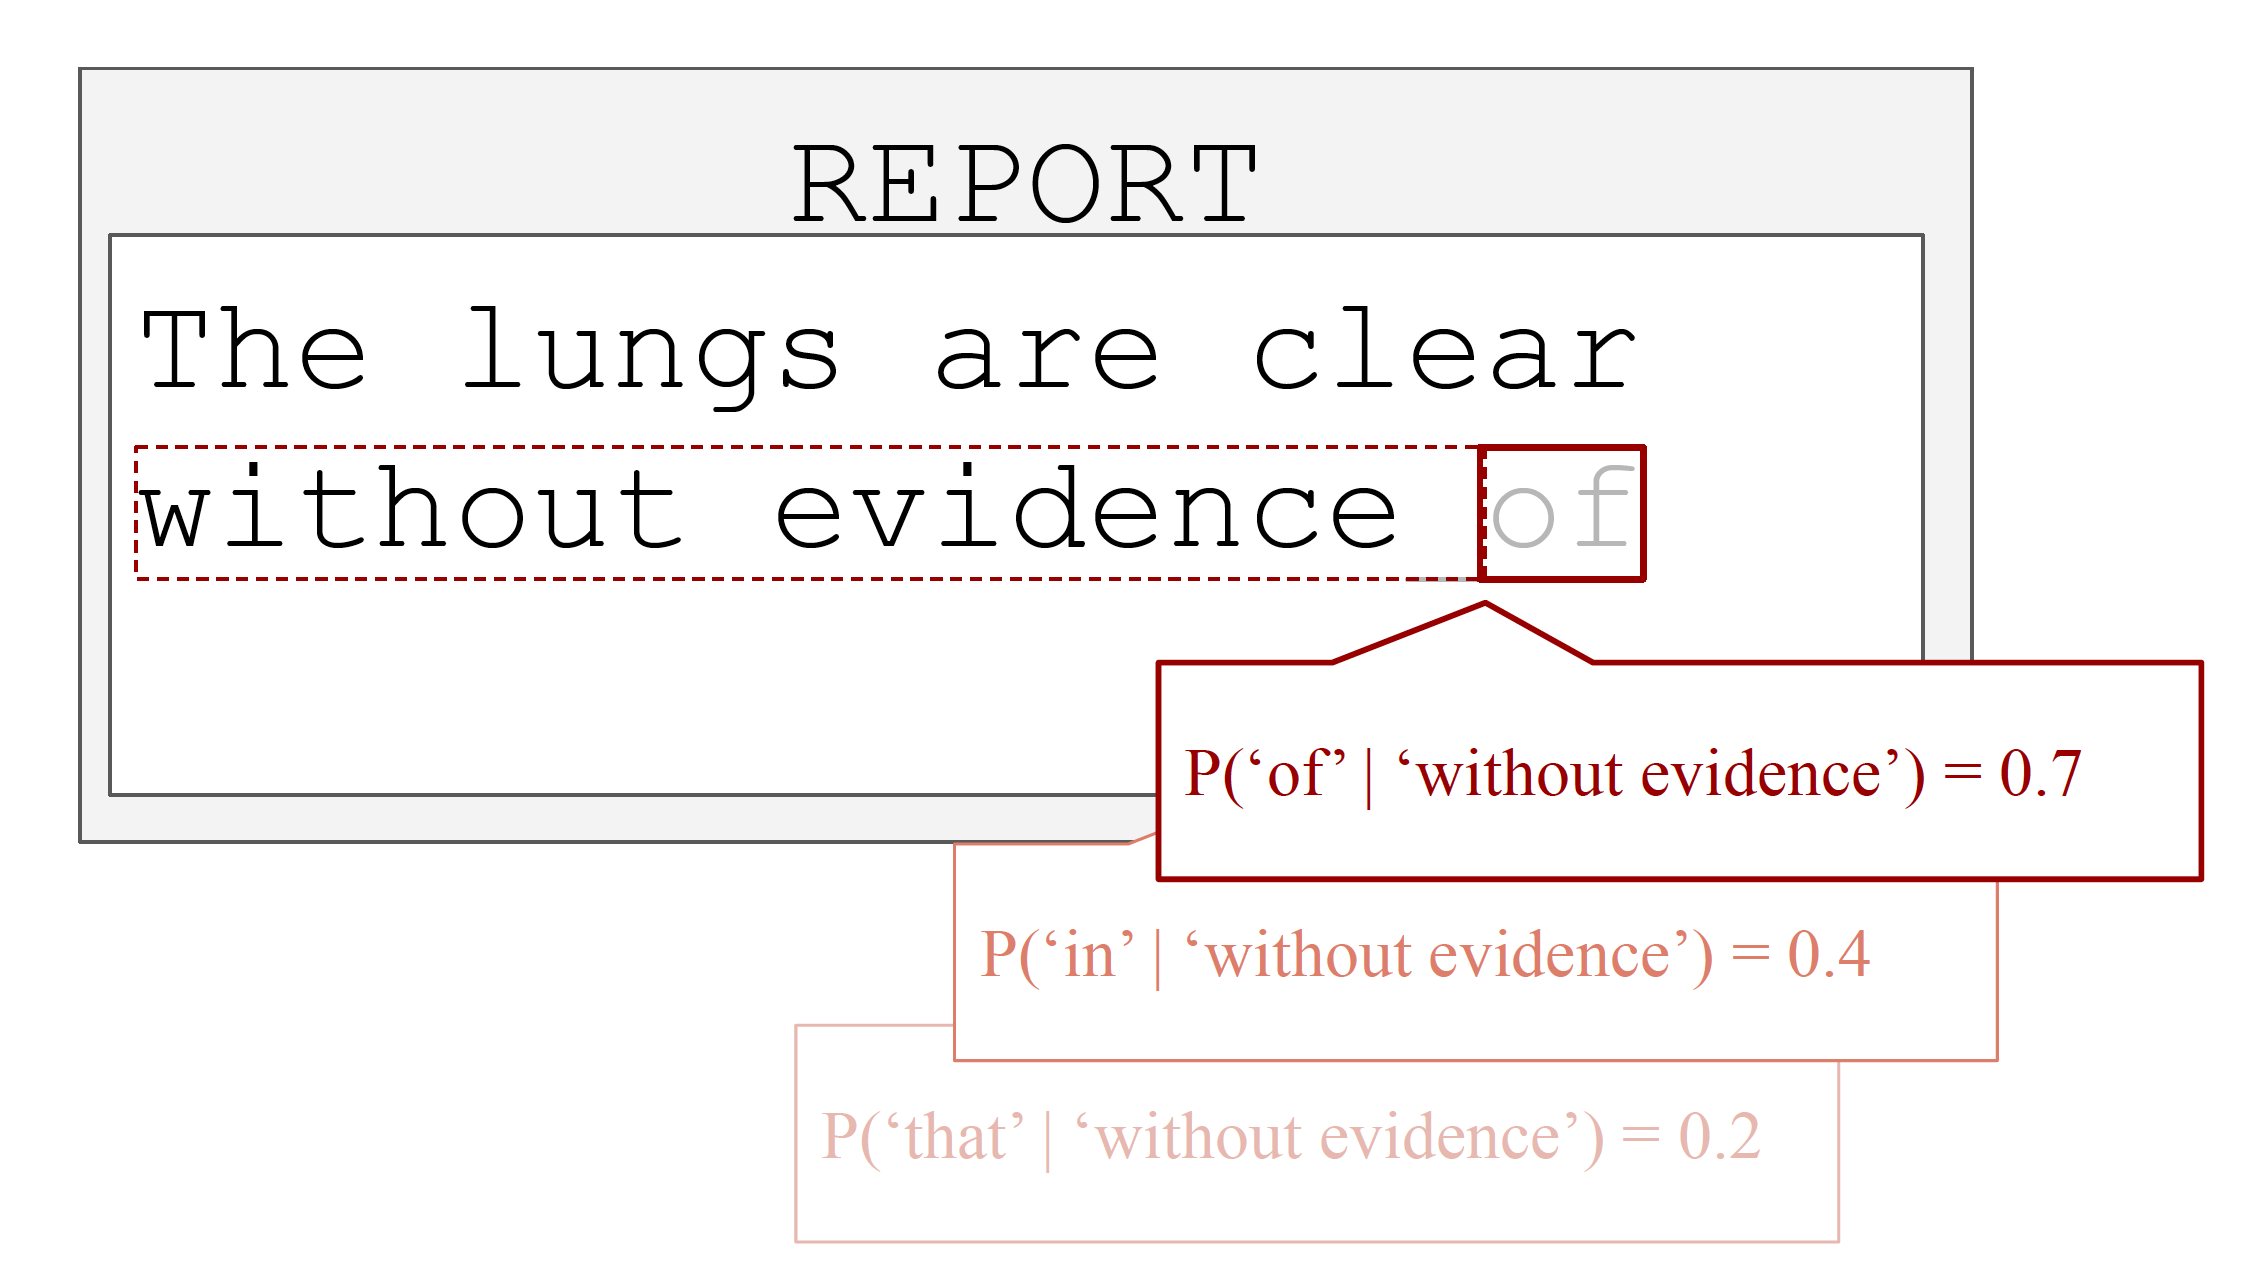 REPORT
The lungs are clear
without evidence of
P(‘of’ | ‘without evidence’) = 0.7
P(‘in’ | ‘without evidence’) = 0.4
P(‘that’ | ‘without evidence’) = 0.2